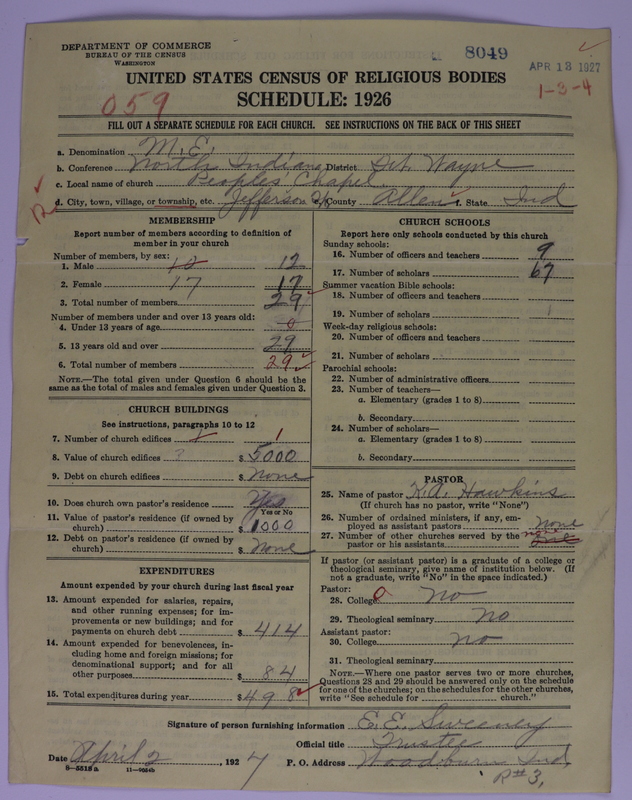 DEPARTMENT OF COMMERCE
BUREAU OF THE CENSUS
WASHINGTON
8049
APR 13 1927
1-3-4
UNITED STATES CENSUS OF RELIGIOUS BODIES
SCHEDULE: 1926
059
FILL OUT A SEPARATE SCHEDULE FOR EACH CHURCH. SEE INSTRUCTIONS ON THE BACK OF THIS SHEET
a. Denomination M. E.
b. Conference North Indiana District Ft. Wayne
c. Local name of church Peoples Chapel
d. City, town, village, or township, etc. Jefferson e. County Allen f. State Ind
MEMBERSHIP
Report number of members according to definition of member in your church
Number of members, by sex:
1. Male 12 12
2. Female 17 17
3. Total number of members 29
Number of members under and over 13 years old:
4. Under 13 years of age 0
5. 13 years old and over 29
6. Total number of members 29
NOTE.—The total given under Question 6 should be the same as the total of males and females given under Question 3.
CHURCH BUILDINGS
See instructions, paragraphs 10 to 12
7. Number of church edifices 1 1
8. Value of church edifices ? $ 5000
9. Debt on church edifices $ None
10. Does church own pastor's residence Yes
Yes or No
11. Value of pastor's residence (if owned by church) $ 1000
12. Debt on pastor's residence (if owned by church) $ None
EXPENDITURES
Amount expended by your church during last fiscal year
13. Amount expended for salaries, repairs, and other running expenses; for improvements or new buildings; and for payments on church debt $ 414
14. Amount expended for benevolences, including home and foreign missions; for denominational support; and for all other purposes $ 84
15. Total expenditures during year $ 498
CHURCH SCHOOLS
Report here only schools conducted by this church
Sunday schools:
16. Number of officers and teachers 9
17. Number of scholars 67
Summer vacation Bible schools:
18. Number of officers and teachers
19. Number of scholars
Week-day religious schools:
20. Number of officers and teachers
21. Number of scholars
Parochial schools:
22. Number of administrative officers
23. Number of teachers—
a. Elementary (grades 1 to 8)
b. Secondary
24. Number of scholars—
a. Elementary (grades 1 to 8)
b. Secondary
PASTOR
25. Name of pastor K. A. Hawkins
(If church has no pastor, write "None")
26. Number of ordained ministers, if any, employed as assistant pastors None
27. Number of other churches served by the pastor or his assistants
If pastor (or assistant pastor) is a graduate of a college or theological seminary, give name of institution below. (If not a graduate, write "No" in the space indicated.)
Pastor:
28. College 0 no
29. Theological seminary no
Assistant pastor:
30. College no
31. Theological seminary
NOTE.—Where one pastor serves two or more churches, Questions 28 and 29 should be answered only on the schedule for one of the churches; on the schedules for the other churches, write "See schedule for church."
Signature of person furnishing information E. E. Sweeney
Official title Trustee
Date April 2, 1927 P. O. Address Woodburn Ind.
R#3,